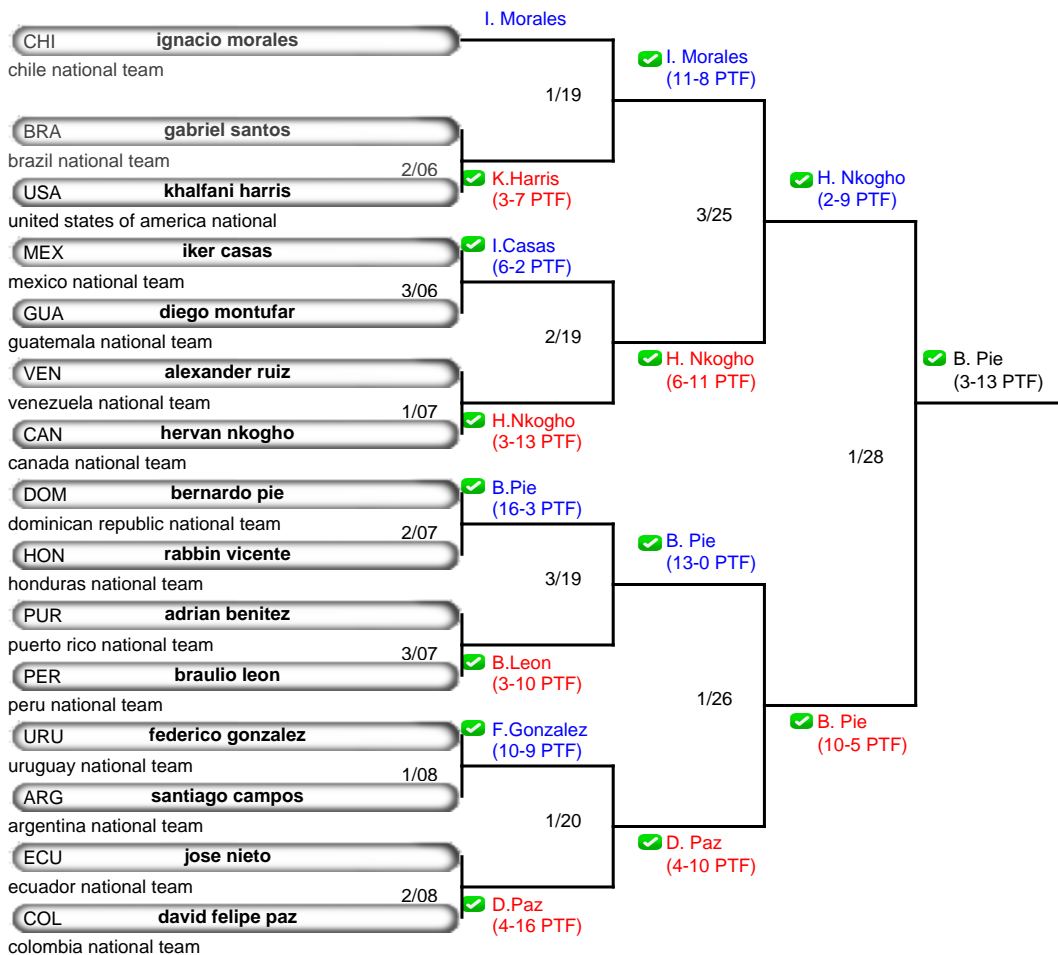 I. Morales
CHI ignacio morales
chile national team
I. Morales
(11-8 PTF)
1/19
BRA gabriel santos
brazil national team
2/06
USA khalfani harris
united states of america national
K.Harris
(3-7 PTF)
H. Nkogho
(2-9 PTF)
3/25
MEX iker casas
mexico national team
I.Casas
(6-2 PTF)
3/06
GUA diego montufar
guatemala national team
2/19
H. Nkogho
(6-11 PTF)
VEN alexander ruiz
venezuela national team
1/07
CAN hervan nkogho
canada national team
H.Nkogho
(3-13 PTF)
B. Pie
(3-13 PTF)
1/28
DOM bernardo pie
dominican republic national team
B.Pie
(16-3 PTF)
2/07
HON rabbin vicente
honduras national team
B. Pie
(13-0 PTF)
3/19
PUR adrian benitez
puerto rico national team
3/07
PER braulio leon
peru national team
B.Leon
(3-10 PTF)
1/26
B. Pie
(10-5 PTF)
URU federico gonzalez
uruguay national team
F.Gonzalez
(10-9 PTF)
1/08
ARG santiago campos
argentina national team
1/20
D. Paz
(4-10 PTF)
ECU jose nieto
ecuador national team
2/08
COL david felipe paz
colombia national team
D.Paz
(4-16 PTF)